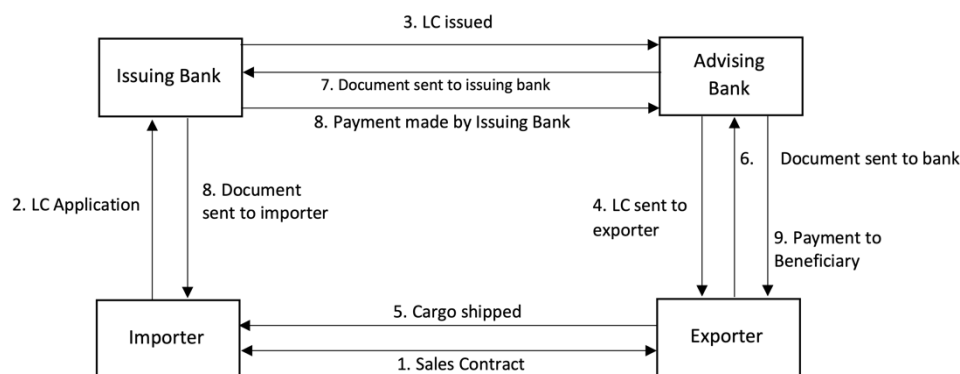 3. LC issued
Issuing Bank
Advising
Bank
7. Document sent to issuing bank
8. Payment made by Issuing Bank
6. Document sent to bank
2. LC Application
8. Document
sent to importer
4. LC sent to
exporter
9. Payment to
Beneficiary
5. Cargo shipped
Importer
Exporter
1. Sales Contract